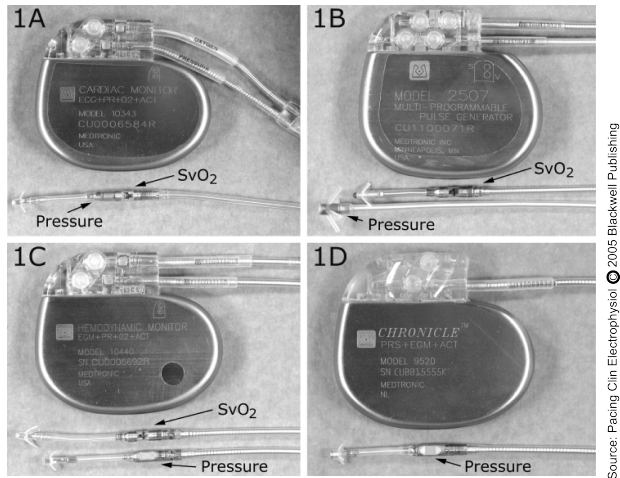 1A
OXYGEN
PRESSURE
CARDIAC MONITOR
ECG+PR+O2+ACT
MODEL 10343
CU0006584R
MEDTRONIC
USA
SvO2
Pressure
1B
S
V
MODEL 2507
MULTI-PROGRAMMABLE
PULSE GENERATOR
CU1100071R
MEDTRONIC INC
MINNEAPOLIS, MN
USA
SvO2
Pressure
1C
HEMODYNAMIC MONITOR
EGM+PR+O2+ACT
MODEL 10440
MEDTRONIC
USA
SvO2
Pressure
1D
CHRONICLE™
PRS+EGM+ACT
MODEL 9520
MEDTRONIC
NL
Pressure
Source: Pacing Clin Electrophysiol © 2005 Blackwell Publishing